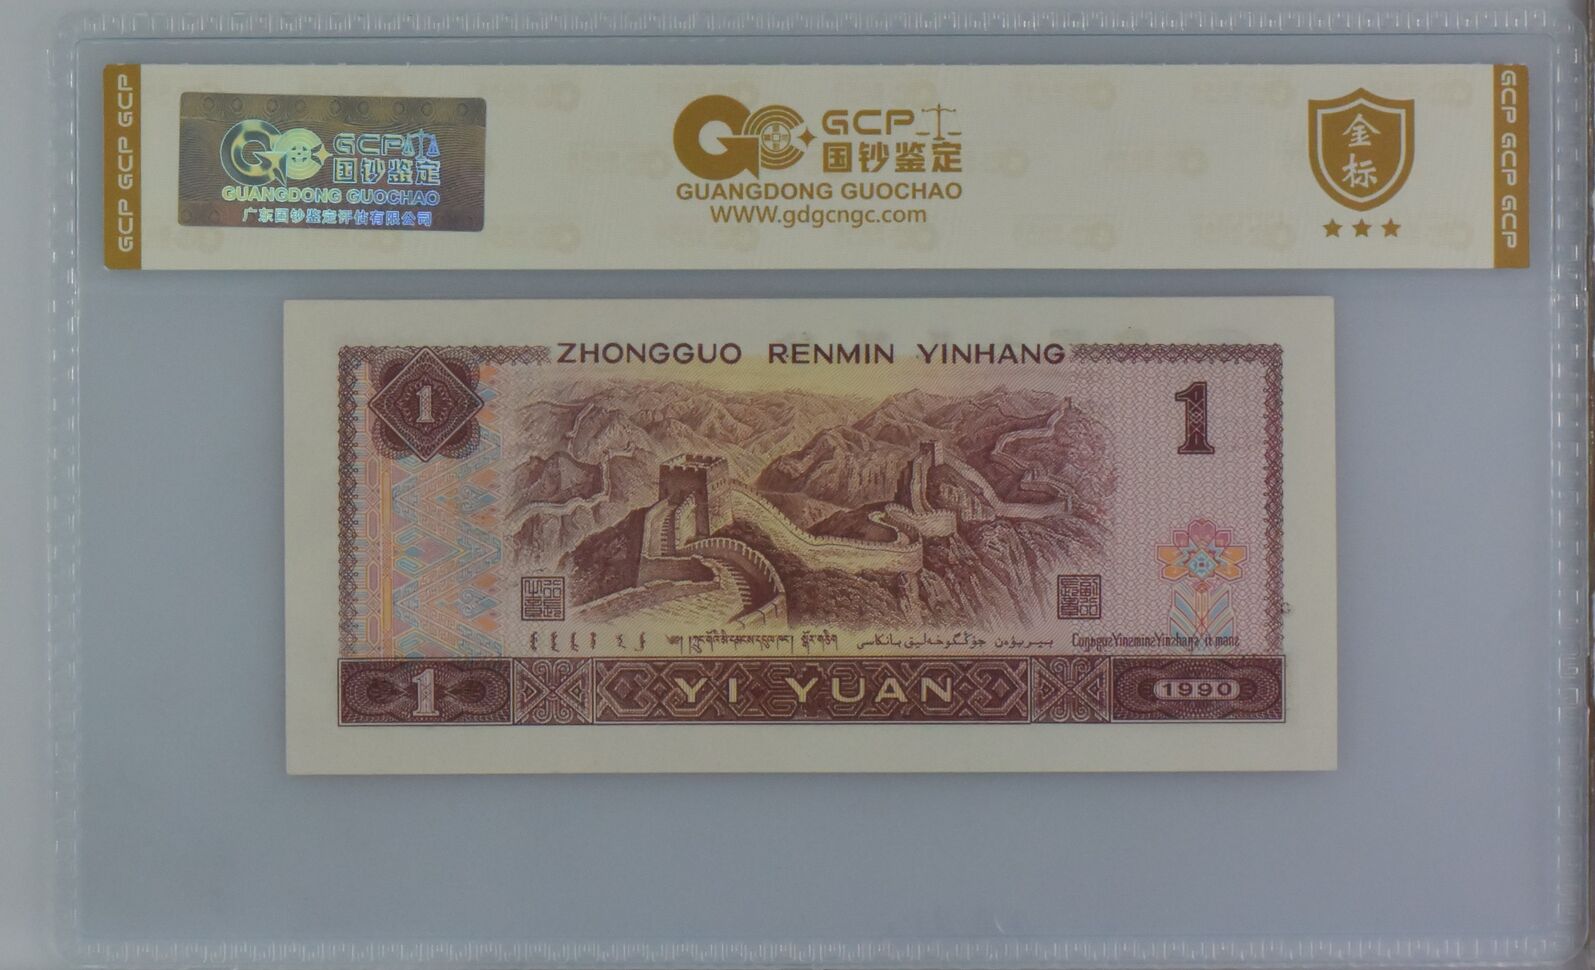 GCP GCP GCP
GCP
国钞鉴定
GUANGDONG GUOCHAO
广东国钞鉴定评估有限公司
GCP
国钞鉴定
GUANGDONG GUOCHAO
WWW.gdgcngc.com
金标
GCP GCP GCP
ZHONGGUO RENMIN YINHANG
1
1
1
YI YUAN
1990